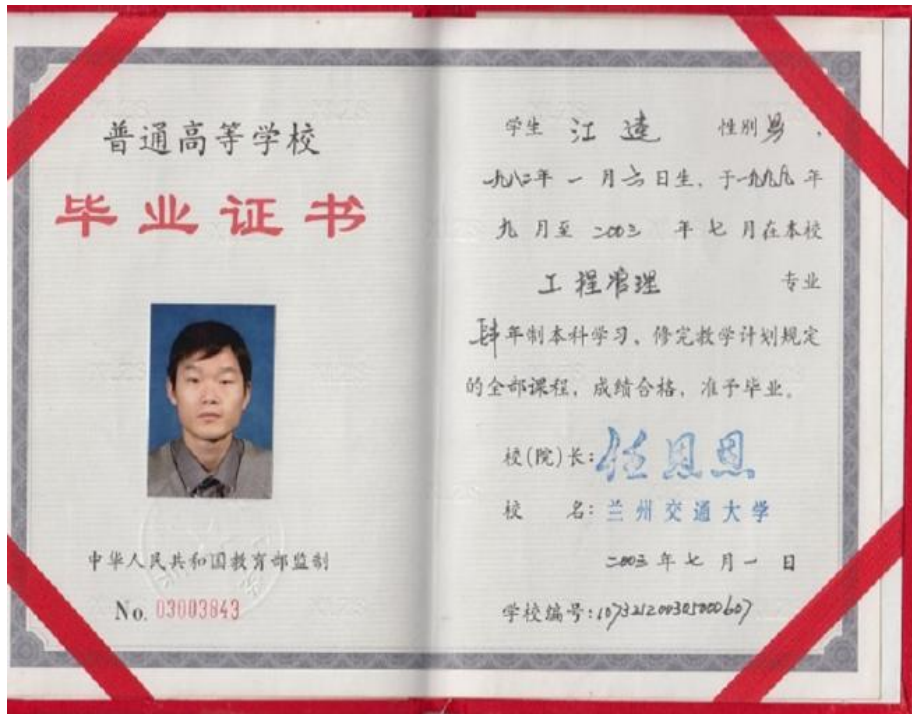 普通高等学校
毕业证书
中华人民共和国教育部监制
No. 03003843
学生 江達 性别男，
一九八二年一月六日生，于一九九九年
九月至二〇〇三年七月在本校
工程管理 专业
肆年制本科学习，修完教学计划规定
的全部课程，成绩合格，准予毕业。
校(院)长：任恩恩
校 名：兰州交通大学
二〇〇三年七月一日
学校编号：107321200305000607